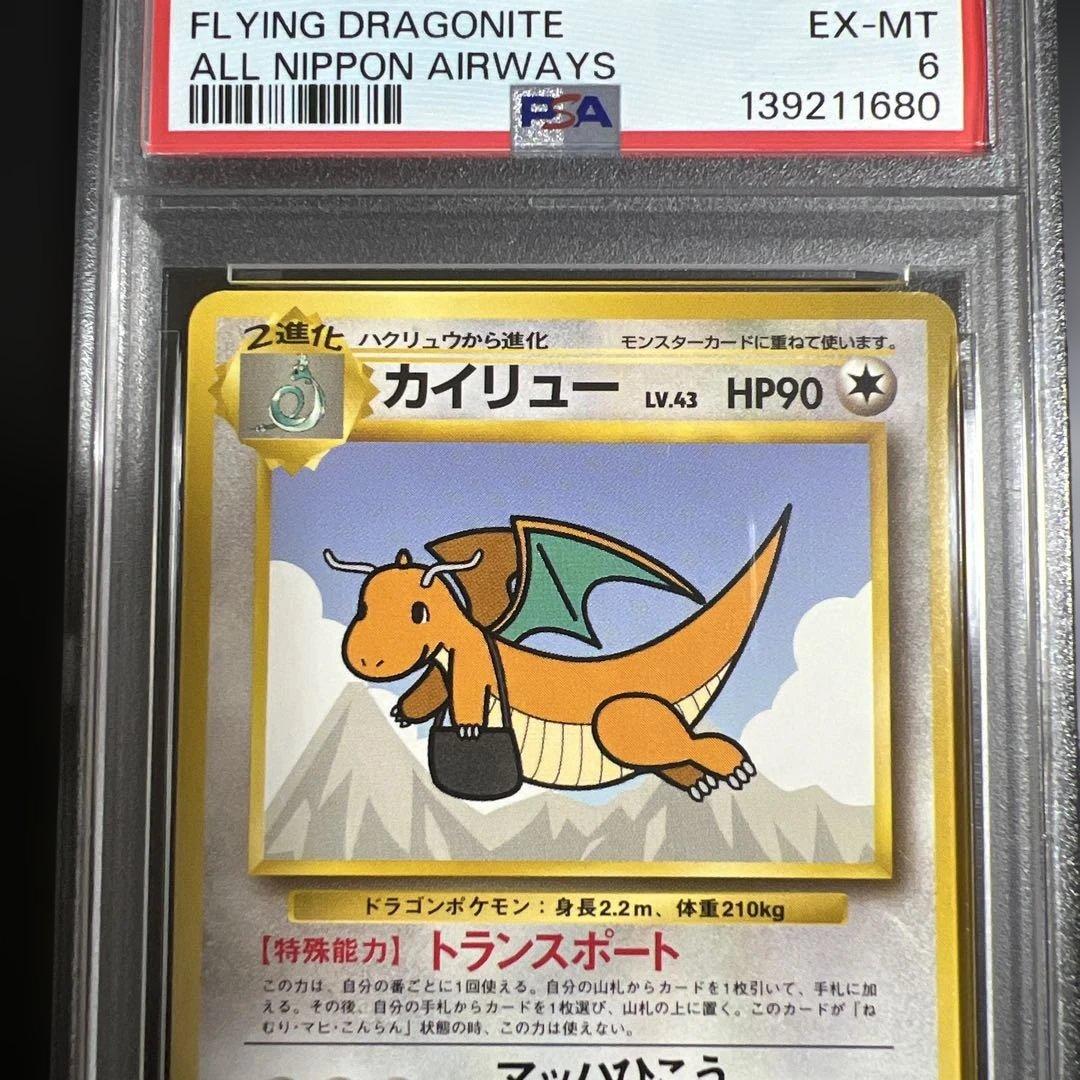 FLYING DRAGONITE EX-MT
ALL NIPPON AIRWAYS 6
PSA 139211680
2進化 ハクリュウから進化 モンスターカードに重ねて使います。
カイリュー LV.43 HP90
ドラゴンポケモン：身長2.2m、体重210kg
【特殊能力】トランスポート
この力は、自分の番ごとに1回使える。自分の山札からカードを1枚引いて、手札に加
える。その後、自分の手札からカードを1枚選び、山札の上に置く。このカードが「ね
むり・マヒ・こんらん」状態の時、この力は使えない。
マッハひこう